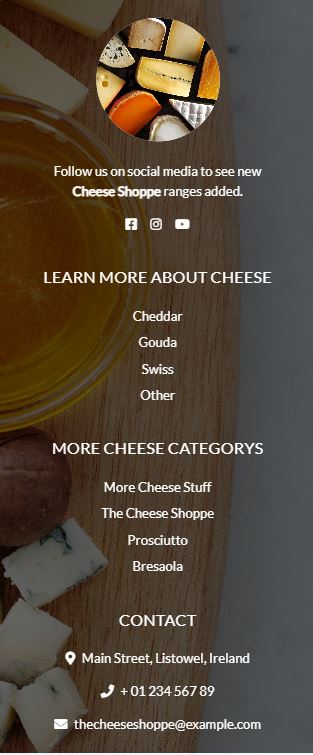 Follow us on social media to see new
Cheese Shoppe ranges added.
LEARN MORE ABOUT CHEESE
Cheddar
Gouda
Swiss
Other
MORE CHEESE CATEGORYS
More Cheese Stuff
The Cheese Shoppe
Prosciutto
Bresaola
CONTACT
Main Street, Listowel, Ireland
+ 01 234 567 89
thecheeseshoppe@example.com